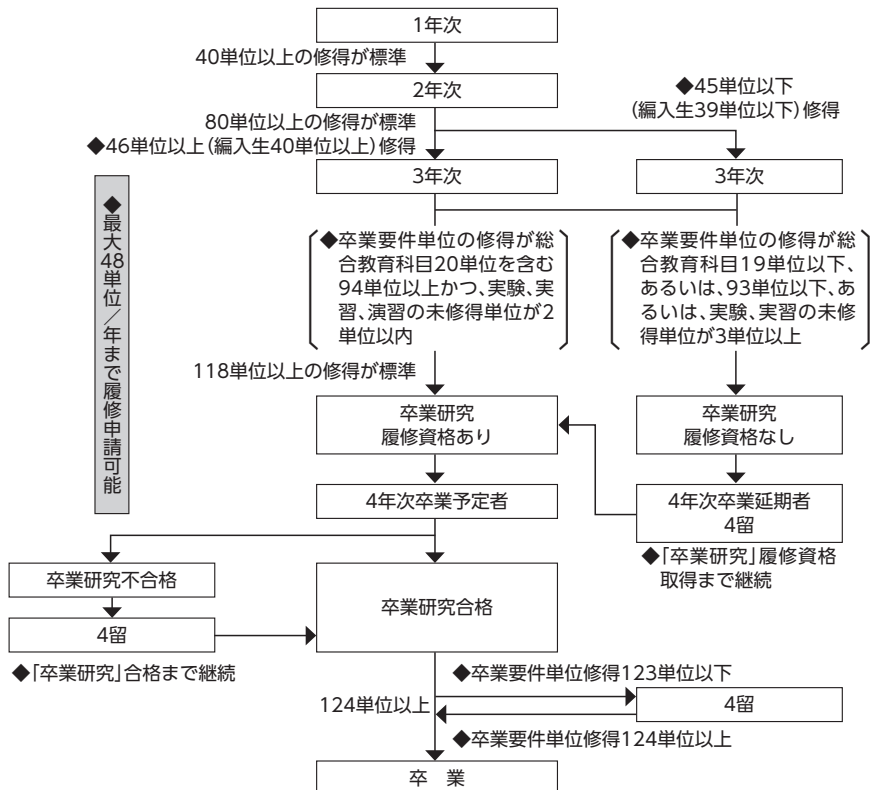 1年次
40単位以上の修得が標準
2年次
80単位以上の修得が標準
◆46単位以上(編入生40単位以上)修得
◆45単位以下
(編入生39単位以下)修得
3年次
3年次
◆最大48単位/年まで履修申請可能
◆卒業要件単位の修得が総
合教育科目20単位を含む
94単位以上かつ、実験、実
習、演習の未修得単位が2
単位以内
◆卒業要件単位の修得が総
合教育科目19単位以下、
あるいは、93単位以下、あ
るいは、実験、実習の未修
得単位が3単位以上
118単位以上の修得が標準
卒業研究
履修資格あり
卒業研究
履修資格なし
4年次卒業予定者
4年次卒業延期者
4留
◆「卒業研究」履修資格
取得まで継続
卒業研究不合格
卒業研究合格
4留
◆「卒業研究」合格まで継続
◆卒業要件単位修得123単位以下
124単位以上
4留
◆卒業要件単位修得124単位以上
卒 業